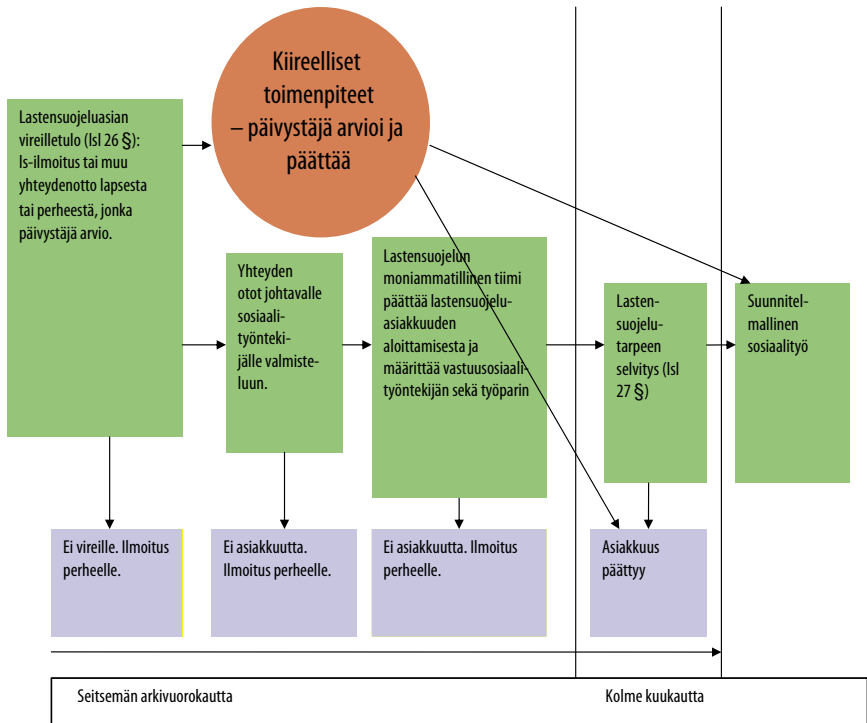 Kiireelliset
toimenpiteet
– päivystäjä arvioi ja
päättää
Lastensuojeluasian
vireilletulo (lsl 26 §):
ls-ilmoitus tai muu
yhteydenotto lapsesta
tai perheestä, jonka
päivystäjä arvio.
Yhteyden
otot johtavalle
sosiaali-
työnteki-
jälle valmiste-
luun.
Lastensuojelun
moniammatillinen tiimi
päättää lastensuojelu-
asiakkuuden
aloittamisesta ja
määrittää vastuusosiaali-
työntekijän sekä työparin
Lasten-
suojelu-
tarpeen
selvitys (lsl
27 §)
Suunnitel-
mallinen
sosiaalityö
Ei vireille. Ilmoitus
perheelle.
Ei asiakkuutta.
Ilmoitus perheelle.
Ei asiakkuutta. Ilmoitus
perheelle.
Asiakkuus
päättyy
Seitsemän arkivuorokautta
Kolme kuukautta